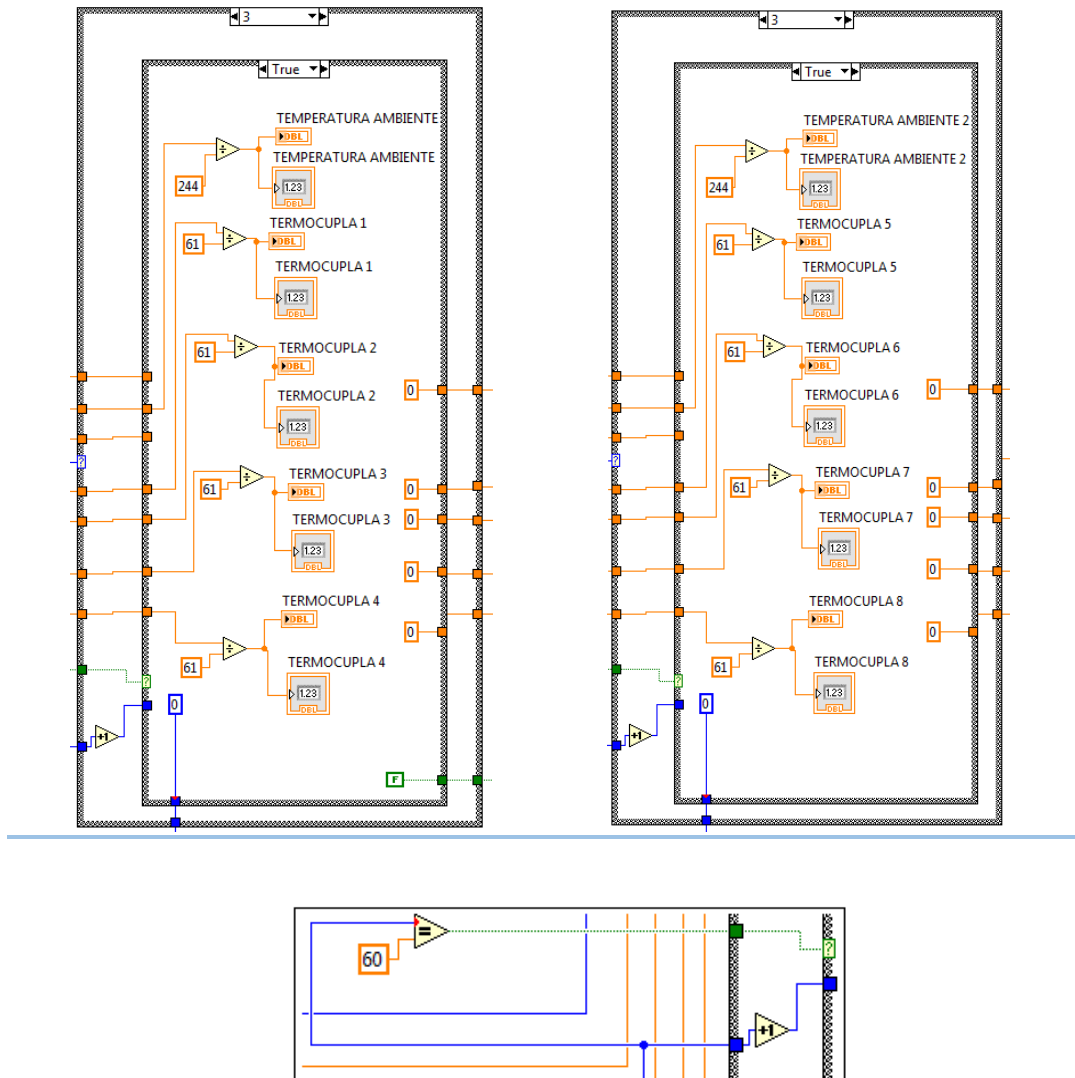 3
True
TEMPERATURA AMBIENTE
DBL
TEMPERATURA AMBIENTE
244
1.23
DBL
TERMOCUPLA 1
61
DBL
TERMOCUPLA 1
1.23
DBL
TERMOCUPLA 2
61
DBL
TERMOCUPLA 2
0
1.23
DBL
?
TERMOCUPLA 3
61
DBL
0
TERMOCUPLA 3
0
1.23
DBL
0
TERMOCUPLA 4
DBL
0
61
TERMOCUPLA 4
?
1.23
DBL
0
+1
F
3
True
TEMPERATURA AMBIENTE 2
DBL
TEMPERATURA AMBIENTE 2
244
1.23
DBL
TERMOCUPLA 5
61
DBL
TERMOCUPLA 5
1.23
DBL
TERMOCUPLA 6
61
DBL
TERMOCUPLA 6
0
1.23
DBL
?
TERMOCUPLA 7
61
DBL
0
TERMOCUPLA 7
0
1.23
DBL
0
TERMOCUPLA 8
DBL
0
61
TERMOCUPLA 8
?
1.23
DBL
0
+1
=
60
?
+1